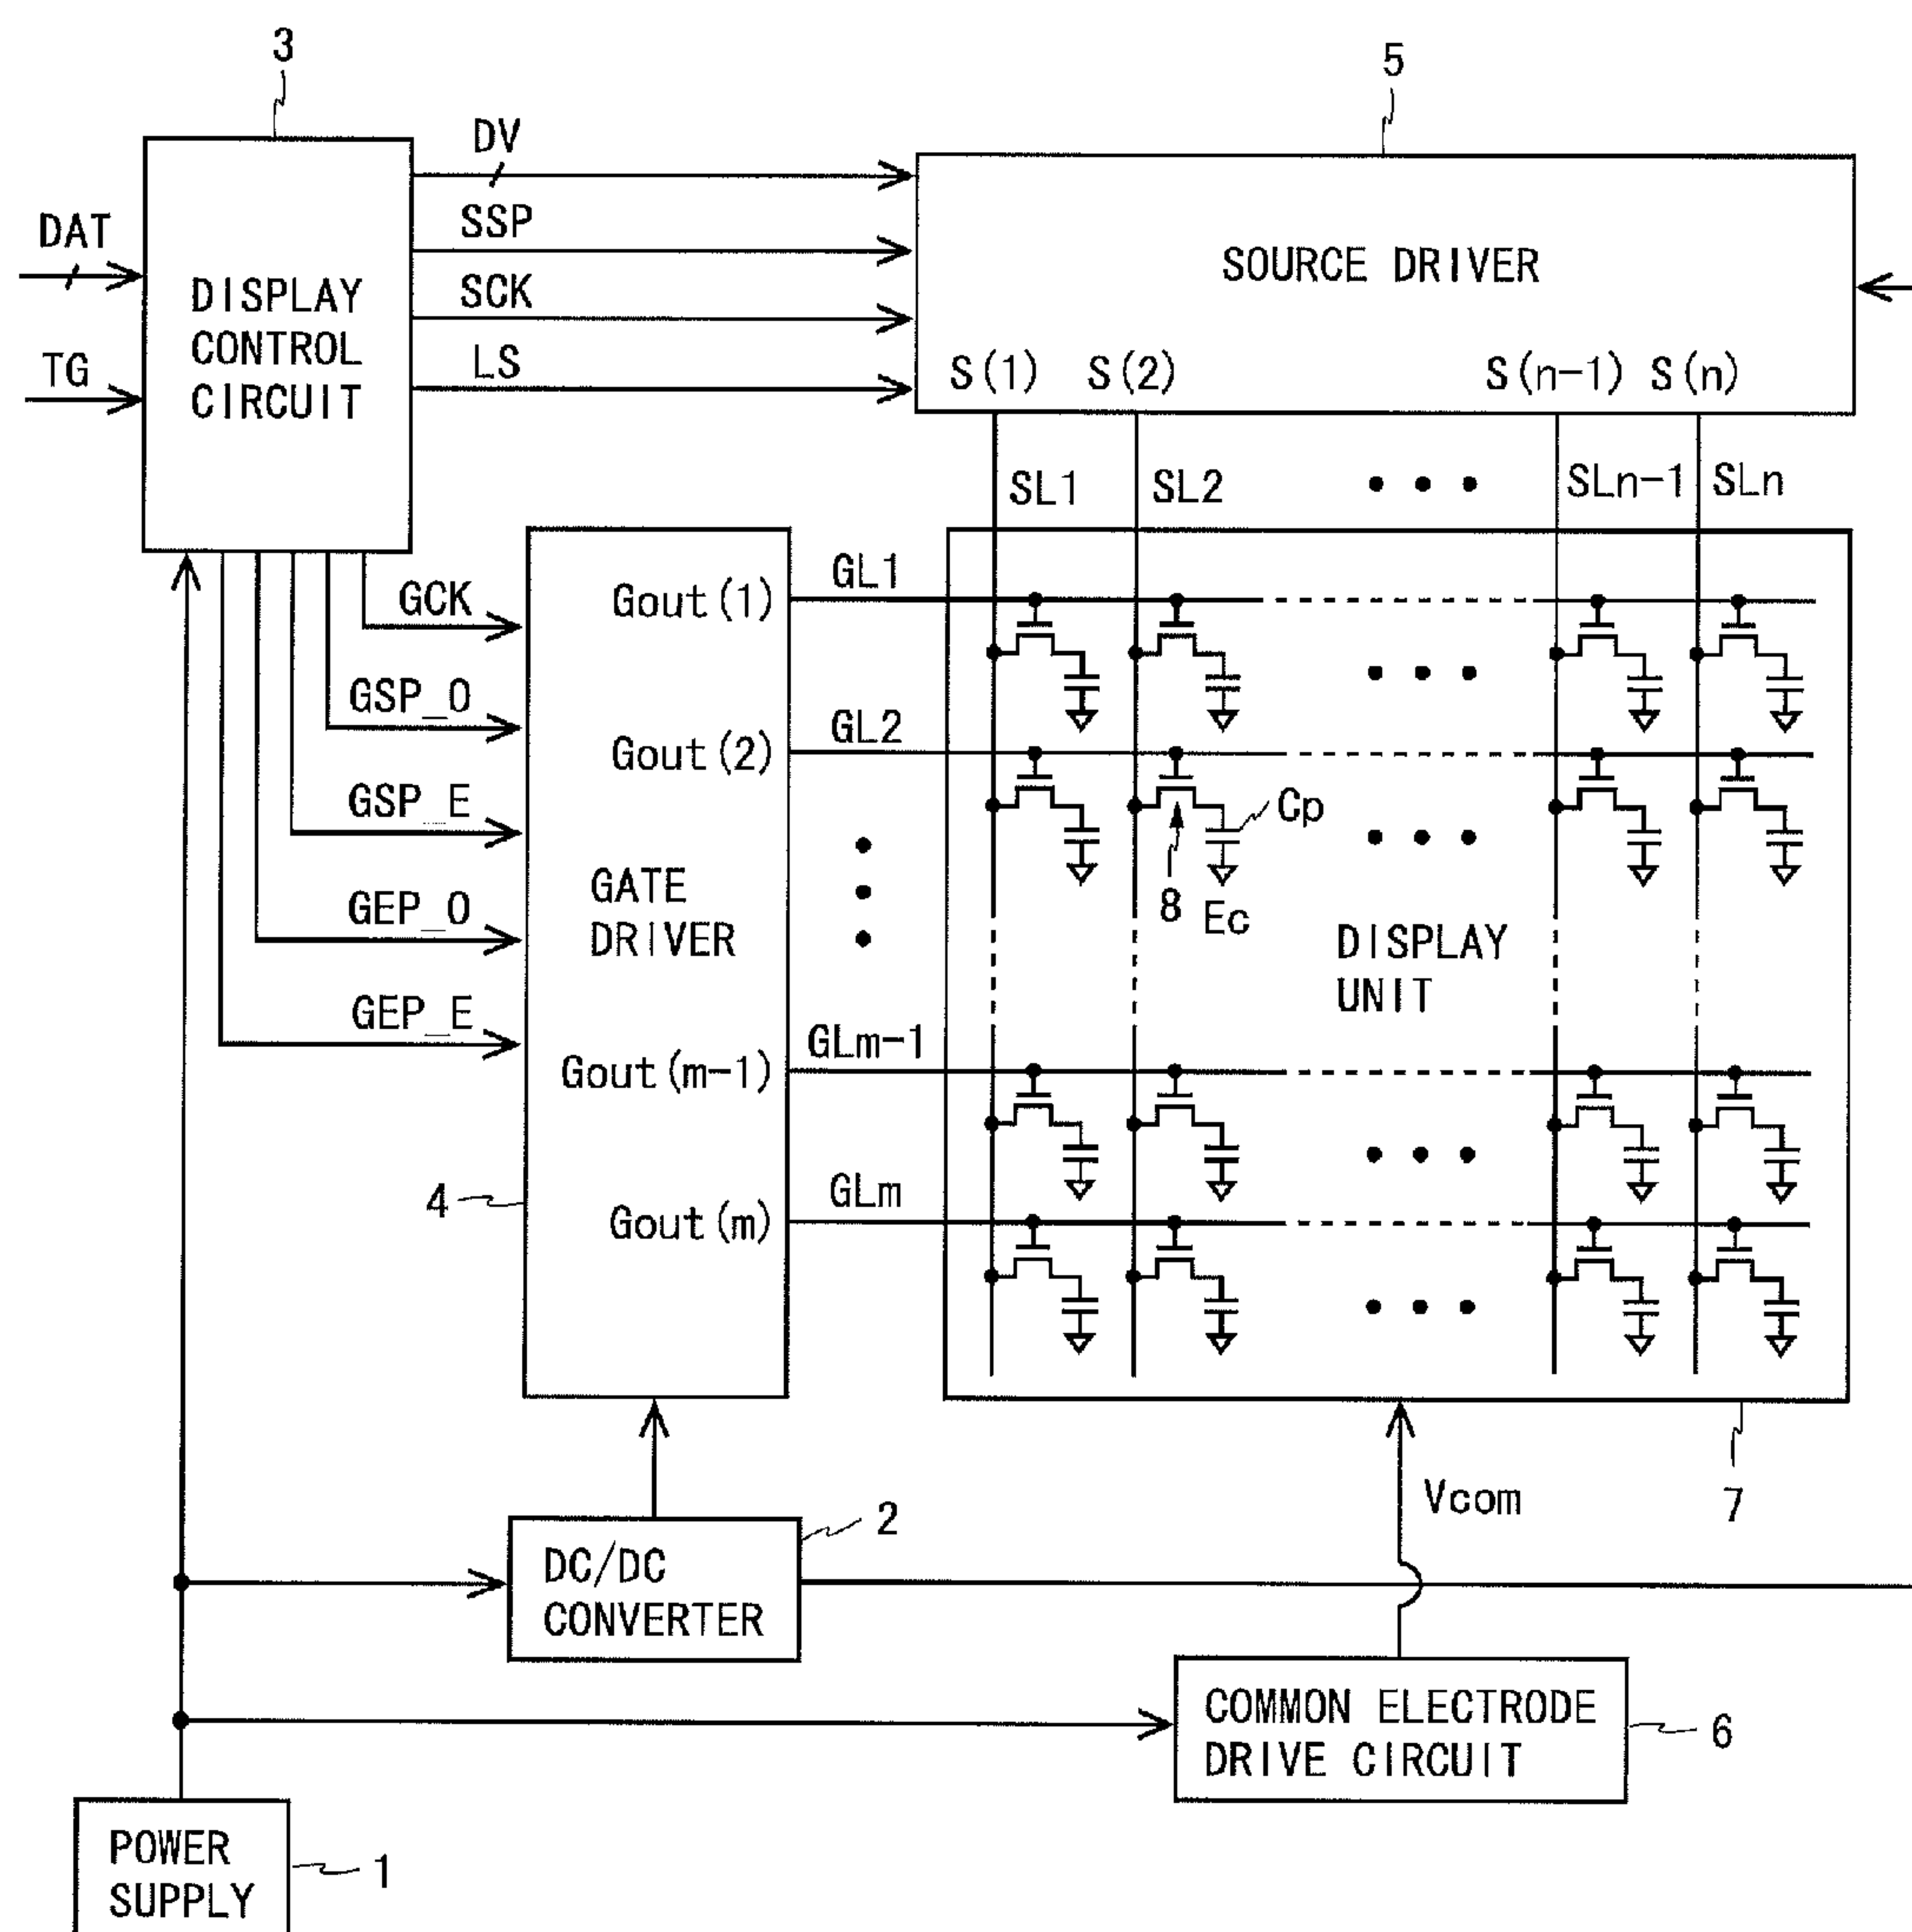 3
5
DV
DAT
SSP
DISPLAY
CONTROL
CIRCUIT
SOURCE DRIVER
SCK
TG
LS
S(1) S(2) S(n-1) S(n)
SL1 SL2 SLn-1 SLn
GCK
Gout(1)
GL1
GSP_O
Gout(2)
GL2
GSP_E
Cp
GATE
DRIVER
GEP_O
8 Ec
DISPLAY
UNIT
GEP_E
Gout(m-1)
GLm-1
4
Gout(m)
GLm
Vcom
7
2
DC/DC
CONVERTER
COMMON ELECTRODE
DRIVE CIRCUIT
6
POWER
SUPPLY
1